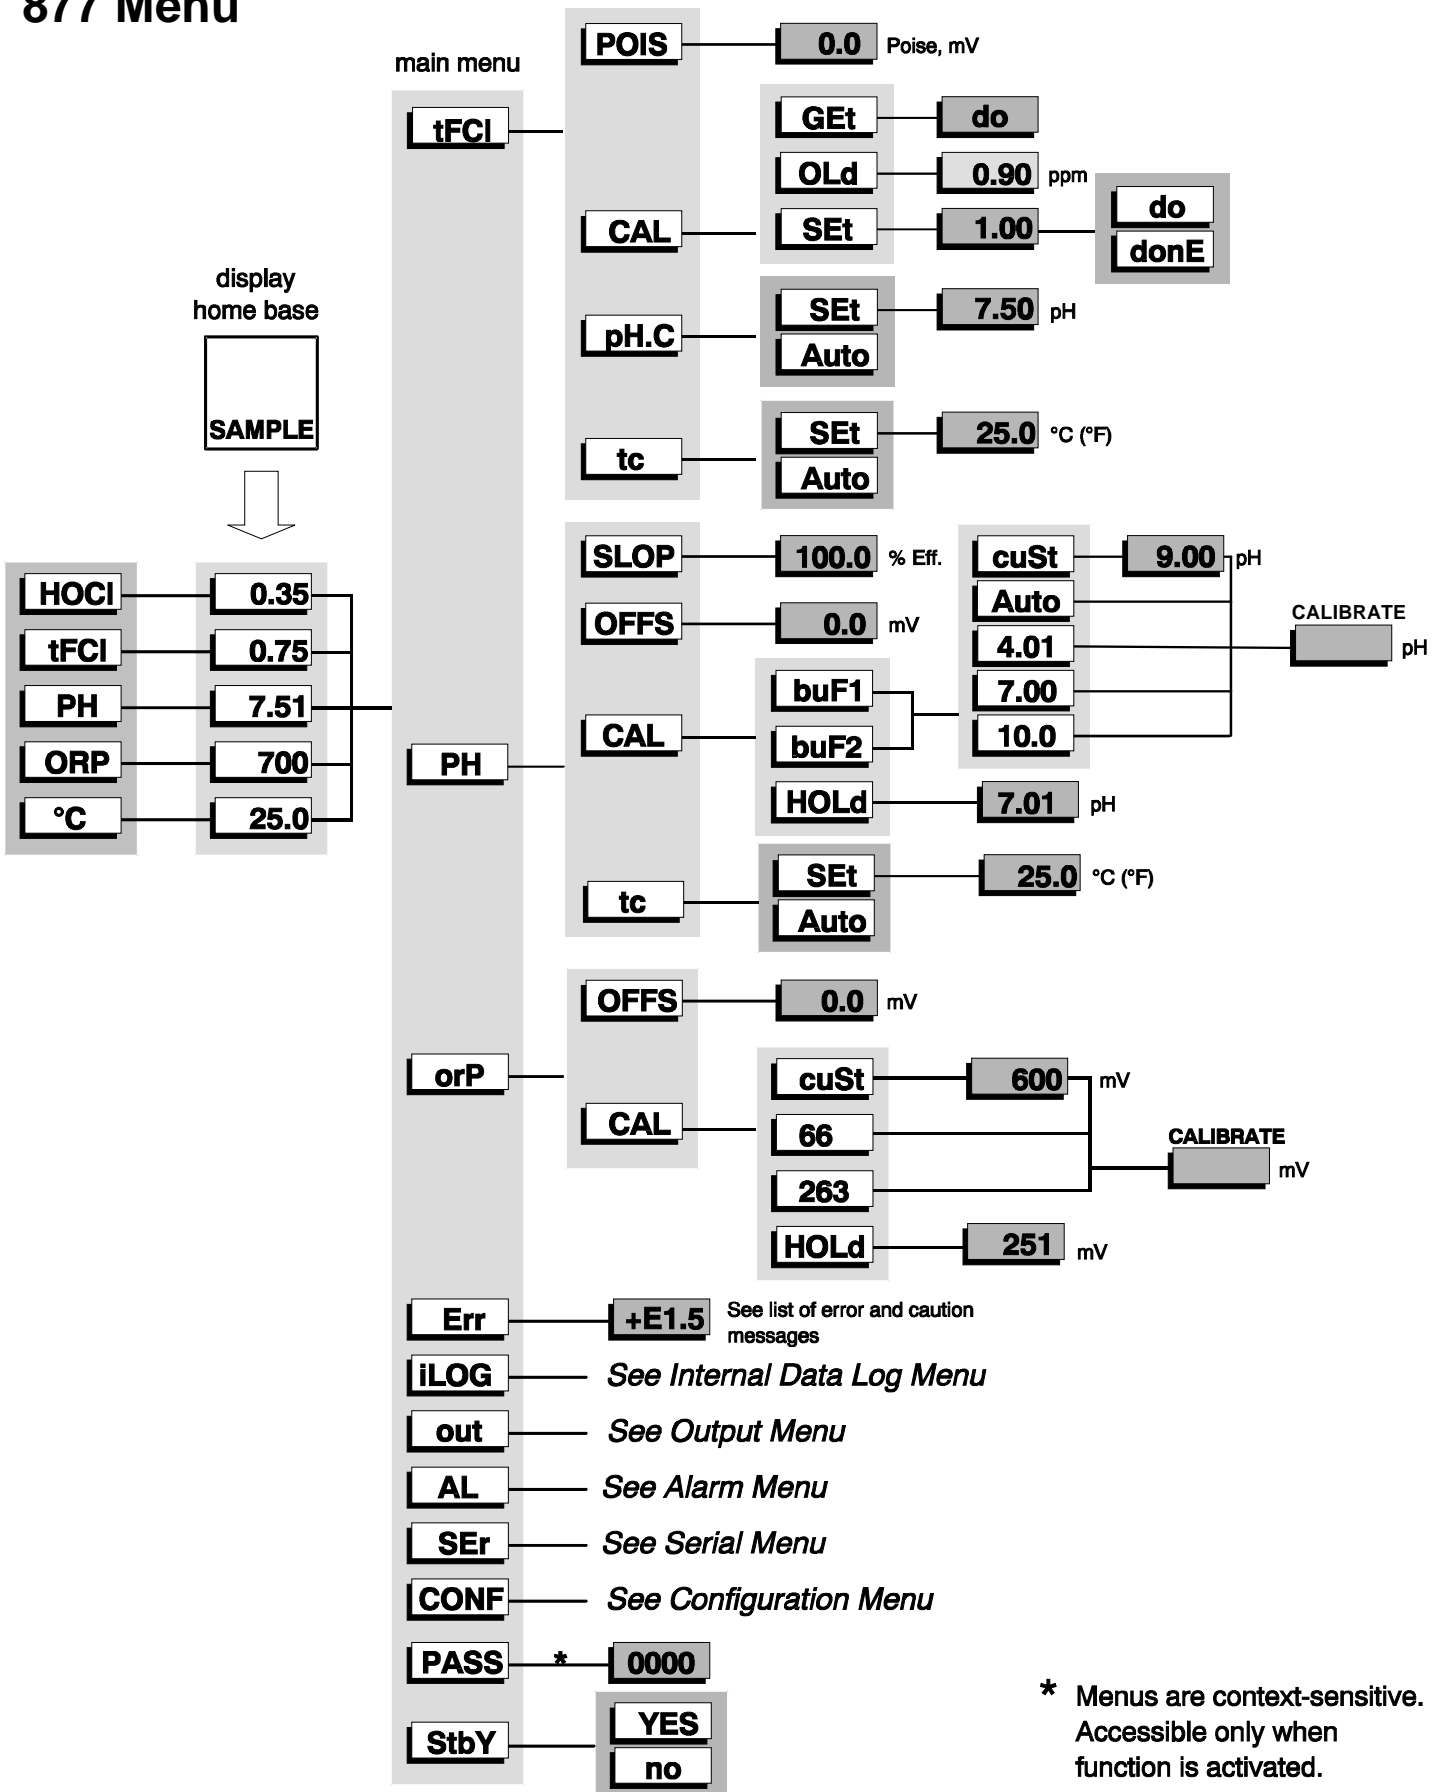 877 Menu
main menu
display
home base
SAMPLE
HOCl
0.35
tFCl
0.75
PH
7.51
ORP
700
°C
25.0
tFCl
POIS
0.0
Poise, mV
CAL
GEt
do
OLd
0.90
ppm
SEt
1.00
do
donE
pH.C
SEt
7.50
pH
Auto
tc
SEt
25.0
°C (°F)
Auto
PH
SLOP
100.0
% Eff.
OFFS
0.0
mV
CAL
buF1
buF2
cuSt
9.00
pH
Auto
4.01
7.00
10.0
CALIBRATE
pH
HOLd
7.01
pH
tc
SEt
25.0
°C (°F)
Auto
orP
OFFS
0.0
mV
CAL
cuSt
600
mV
66
263
CALIBRATE
mV
HOLd
251
mV
Err
+E1.5
See list of error and caution
messages
iLOG
See Internal Data Log Menu
out
See Output Menu
AL
See Alarm Menu
SEr
See Serial Menu
CONF
See Configuration Menu
PASS
*
0000
StbY
YES
no
* Menus are context-sensitive.
Accessible only when
function is activated.